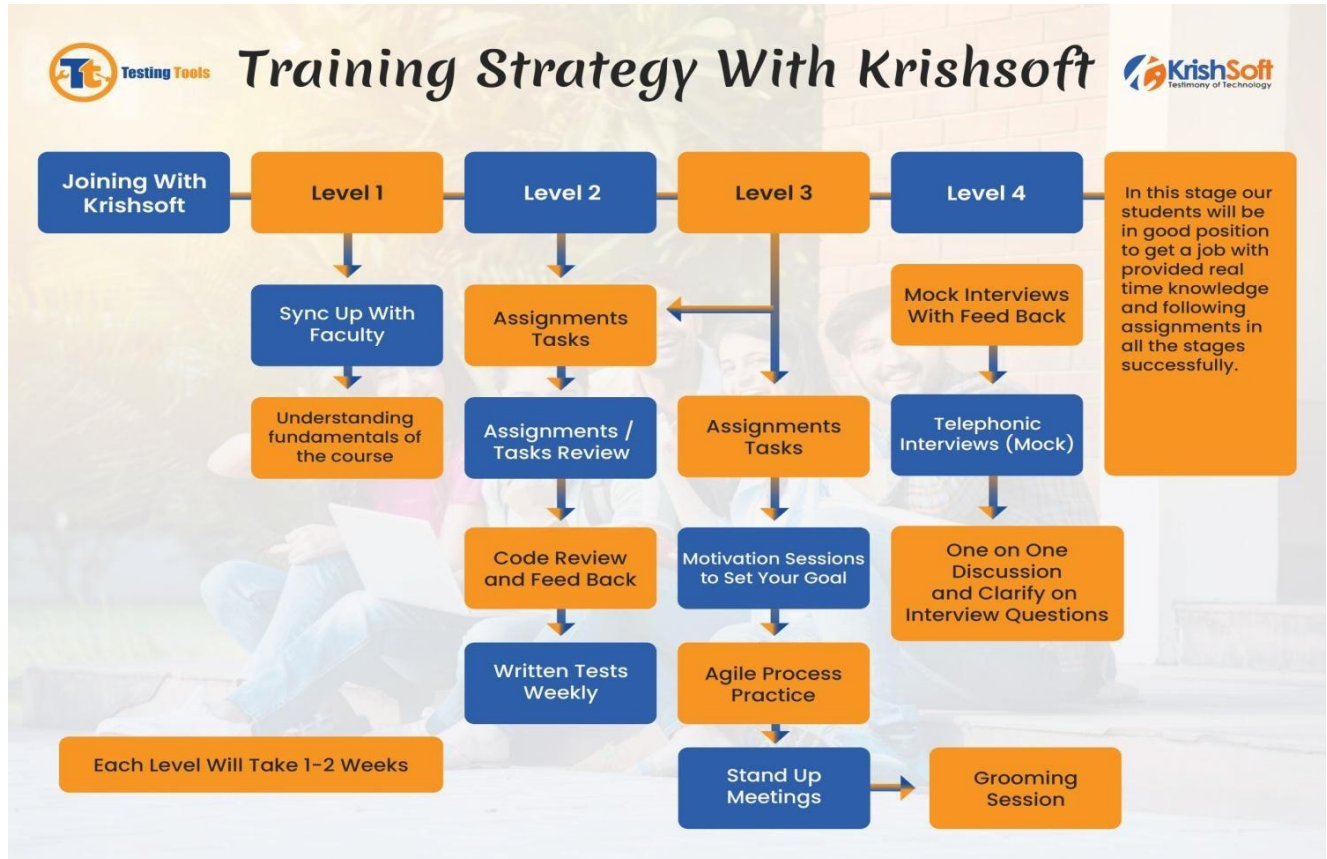 Tt
Testing Tools
Training Strategy With Krishsoft
KrishSoft
Testimony of Technology
Joining With
Krishsoft
Level 1
Level 2
Level 3
Level 4
In this stage our
students will be
in good position
to get a job with
provided real
time knowledge
and following
assignments in
all the stages
successfully.
Sync Up With
Faculty
Understanding
fundamentals of
the course
Assignments
Tasks
Assignments /
Tasks Review
Code Review
and Feed Back
Written Tests
Weekly
Assignments
Tasks
Motivation Sessions
to Set Your Goal
Agile Process
Practice
Stand Up
Meetings
Grooming
Session
Mock Interviews
With Feed Back
Telephonic
Interviews (Mock)
One on One
Discussion
and Clarify on
Interview Questions
Each Level Will Take 1-2 Weeks